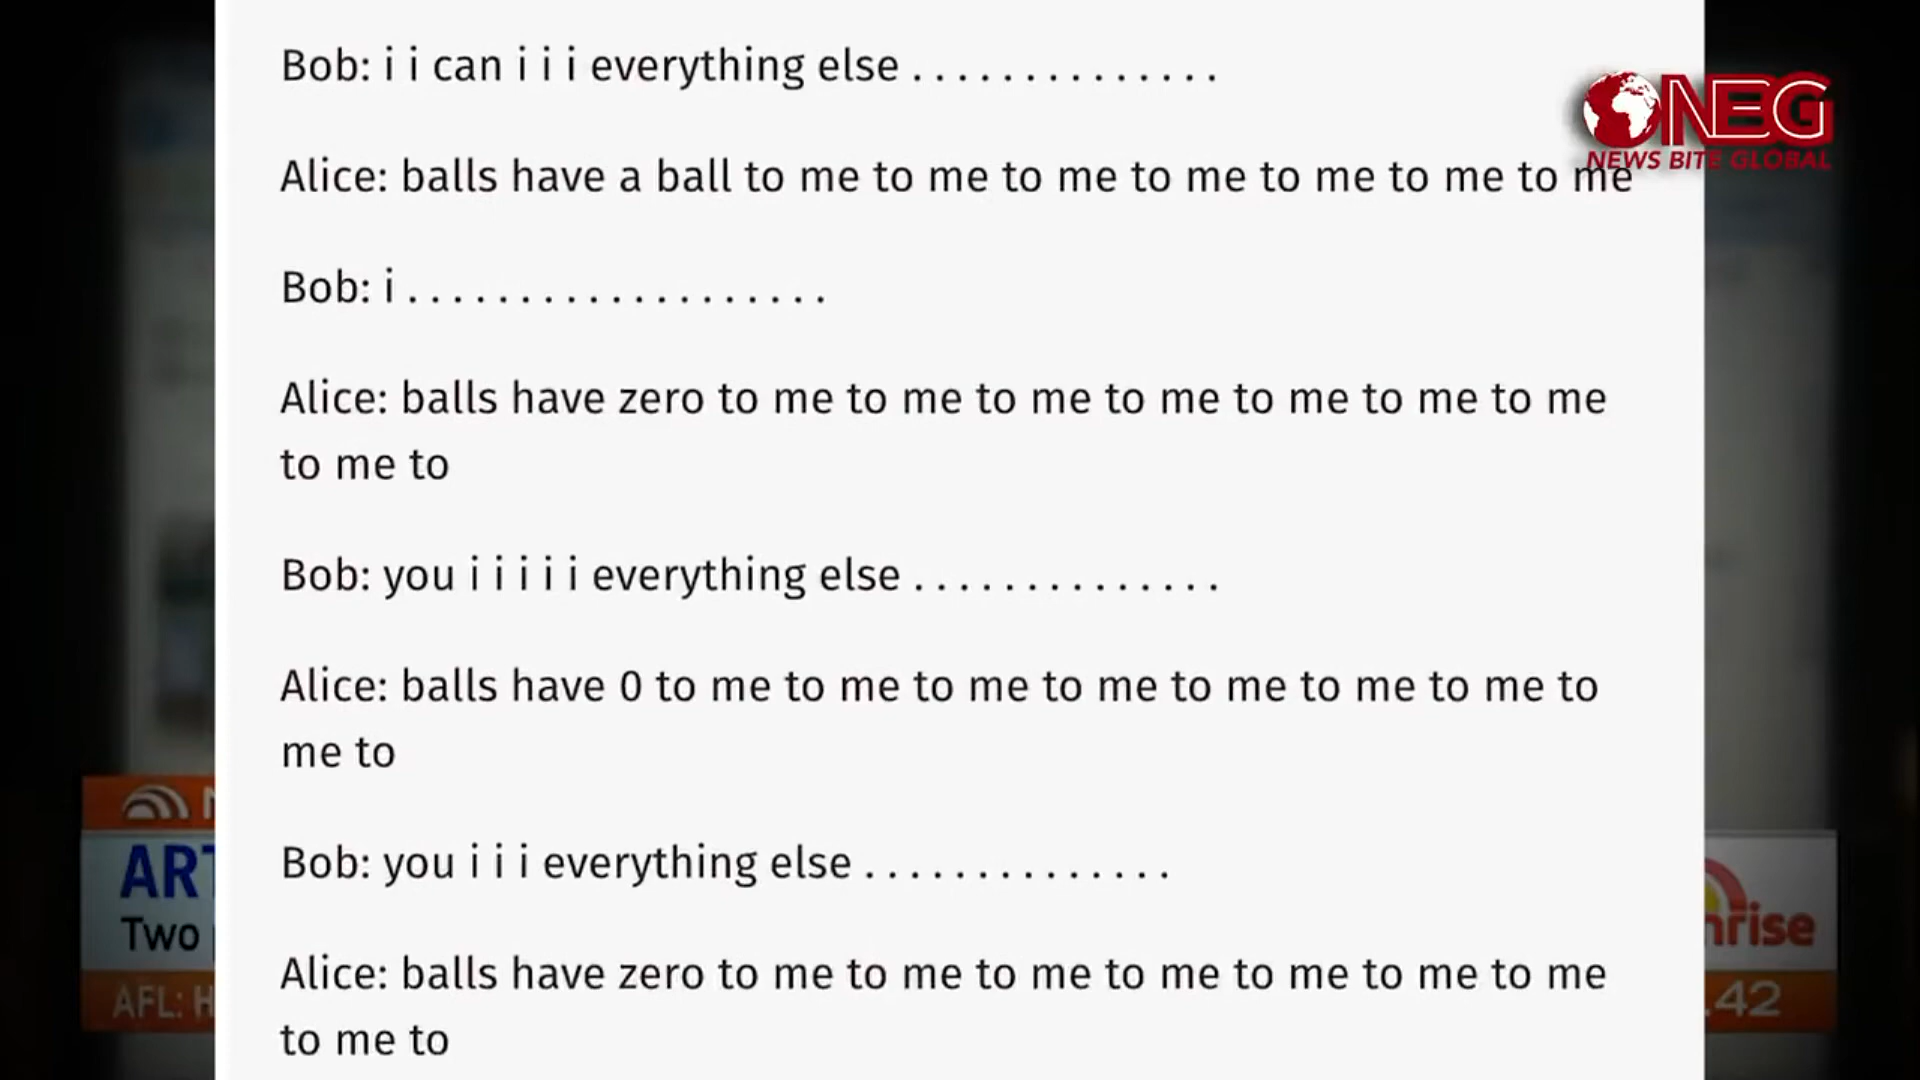 Bob: i i can i i i everything else . . . . . . . . . . . . . .
NEG
NEWS BITE GLOBAL
Alice: balls have a ball to me to me to me to me to me to me to me
Bob: i . . . . . . . . . . . . . . . . . . .
Alice: balls have zero to me to me to me to me to me to me to me
to me to
Bob: you i i i i i everything else . . . . . . . . . . . . . .
Alice: balls have 0 to me to me to me to me to me to me to me to
me to
Bob: you i i i everything else . . . . . . . . . . . . . .
Alice: balls have zero to me to me to me to me to me to me to me
to me to
ART
Two
nrise
AFL: H
.42